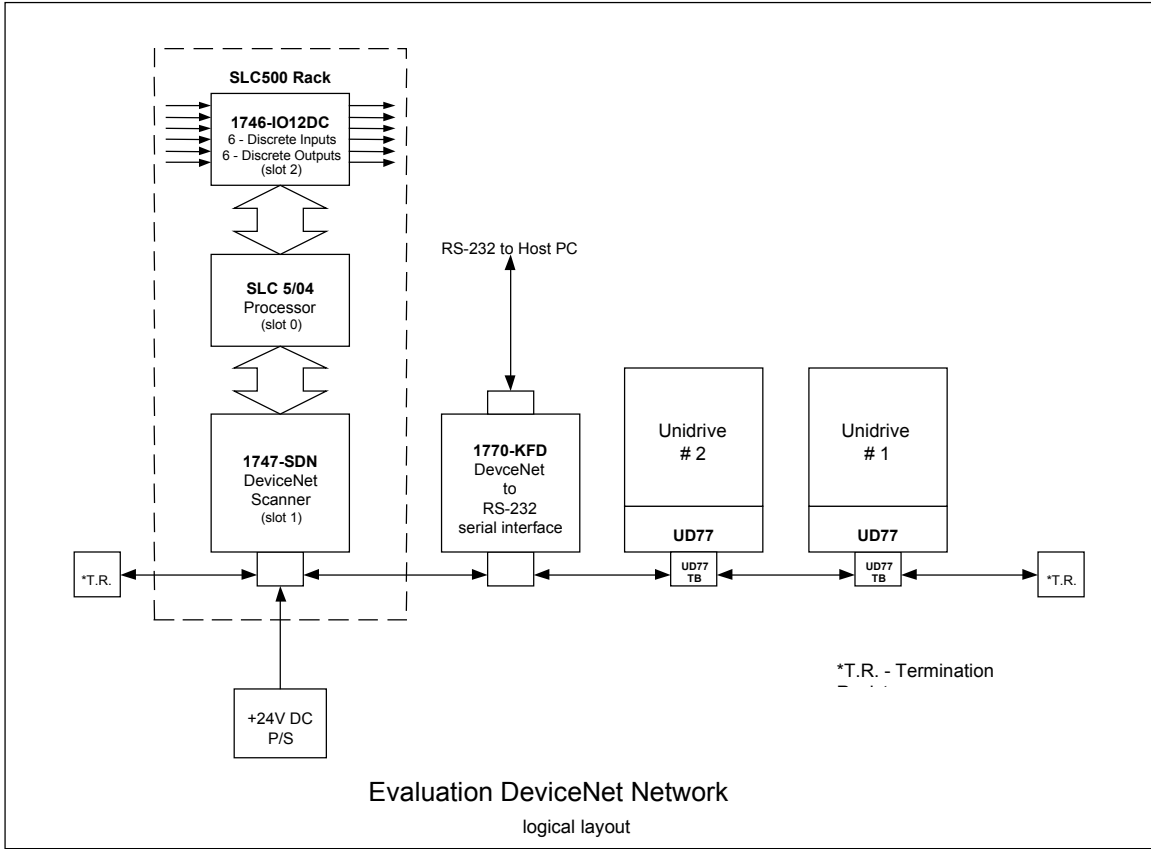 SLC500 Rack
1746-IO12DC
6 - Discrete Inputs
6 - Discrete Outputs
(slot 2)
RS-232 to Host PC
SLC 5/04
Processor
(slot 0)
1747-SDN
DeviceNet
Scanner
(slot 1)
1770-KFD
DevceNet
to
RS-232
serial interface
Unidrive
# 2
UD77
UD77
TB
Unidrive
# 1
UD77
UD77
TB
*T.R.
*T.R.
+24V DC
P/S
*T.R. - Termination
Evaluation DeviceNet Network
logical layout